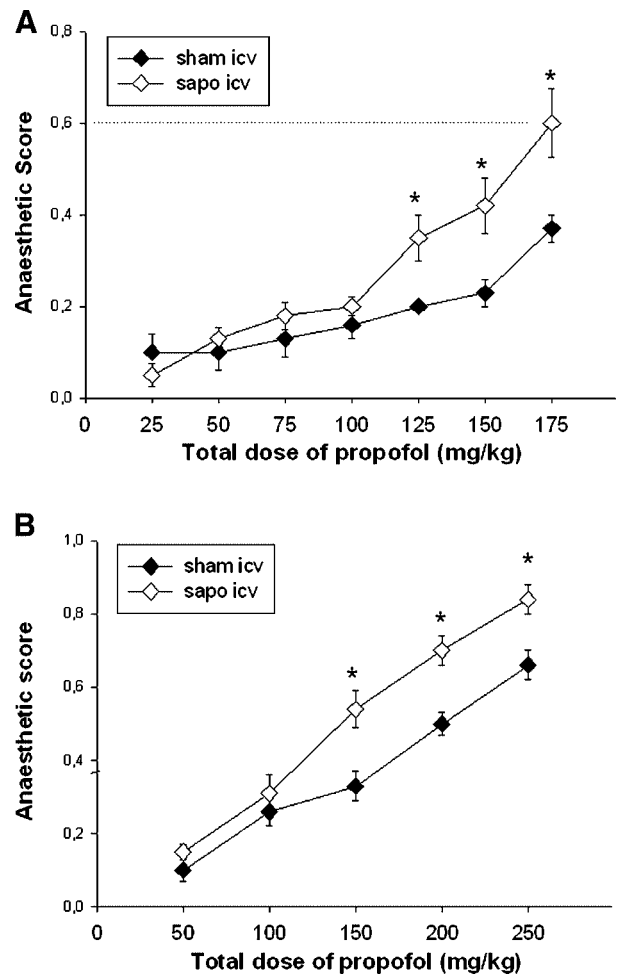 A
0,8
sham icv
sapo icv
*
0,6
*
*
0,4
0,2
0,0
Anaesthetic Score
0 25 50 75 100 125 150 175
Total dose of propofol (mg/kg)
B
1,0
sham icv
sapo icv
*
0,8
*
*
0,6
0,4
0,2
0,0
Anaesthetic score
0 50 100 150 200 250
Total dose of propofol (mg/kg)